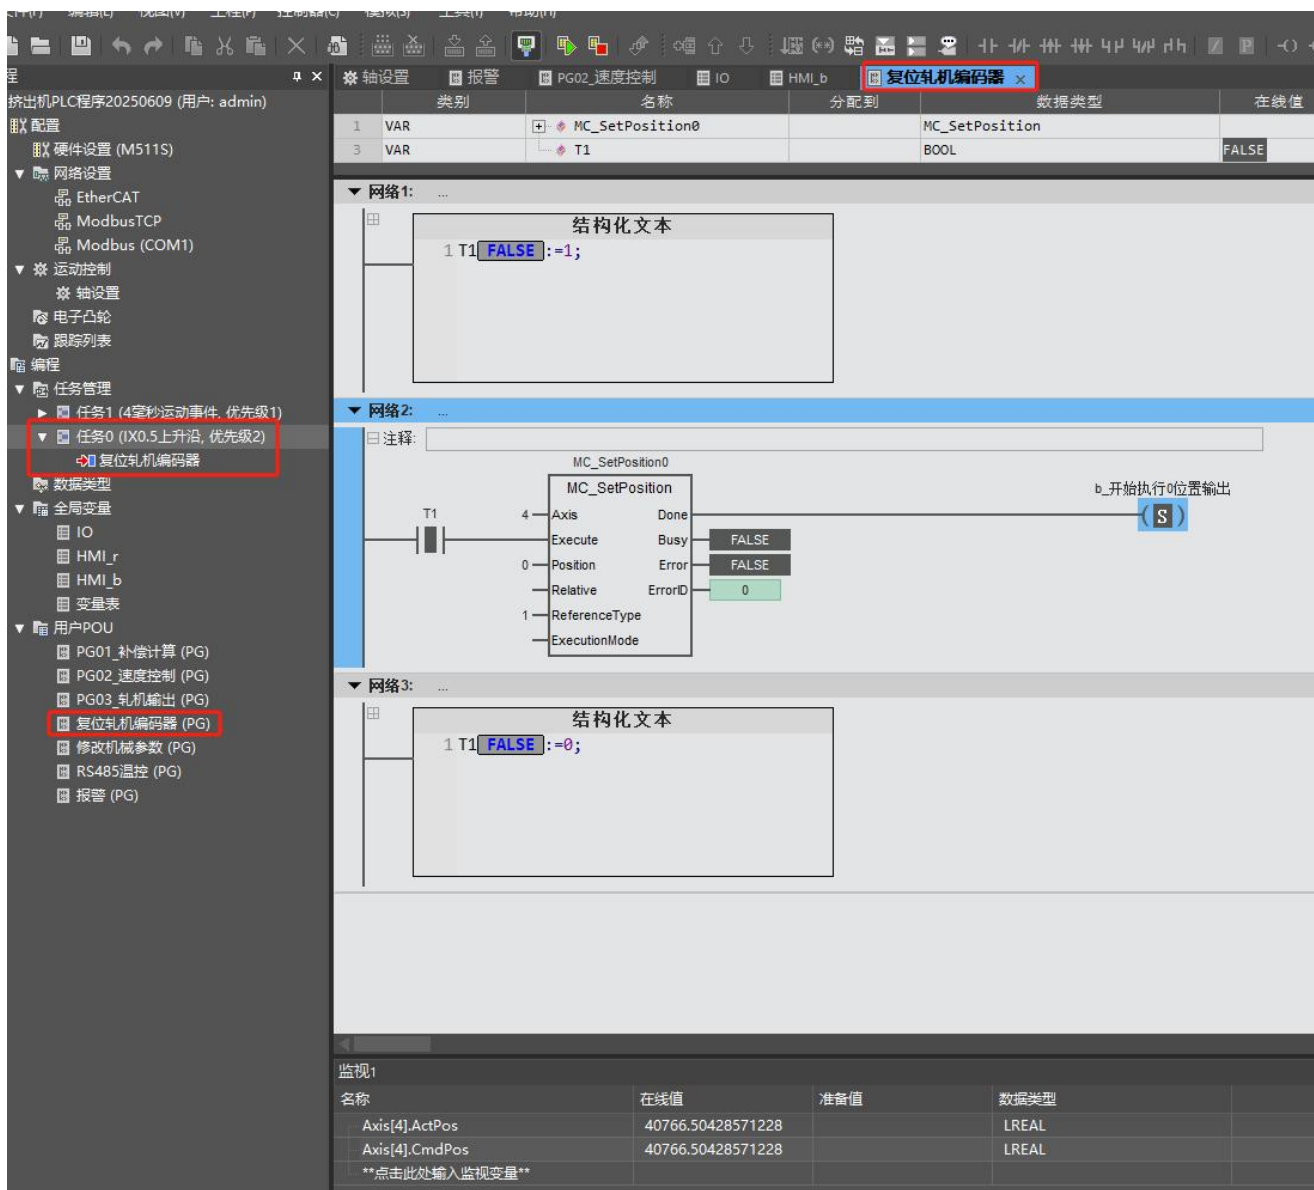 编辑(E) 视图(V) 工程(P) 控制器(C) 模拟(S) 工具(T) 帮助(H)
程
轴设置 报警 PG02_速度控制 IO HMI_b 复位轧机编码器 ×
挤出机PLC程序20250609 (用户: admin)
配置
硬件设置 (M511S)
网络设置
EtherCAT
ModbusTCP
Modbus (COM1)
运动控制
轴设置
电子凸轮
跟踪列表
编程
任务管理
任务1 (4毫秒运动事件, 优先级1)
任务0 (IX0.5上升沿, 优先级2)
复位轧机编码器
数据类型
全局变量
IO
HMI_r
HMI_b
变量表
用户POU
PG01_补偿计算 (PG)
PG02_速度控制 (PG)
PG03_轧机输出 (PG)
复位轧机编码器 (PG)
修改机械参数 (PG)
RS485温控 (PG)
报警 (PG)
类别 名称 分配到 数据类型 在线值
1 VAR MC_SetPosition0 MC_SetPosition
3 VAR T1 BOOL FALSE
网络1: ...
结构化文本
1 T1 FALSE :=1;
网络2: ...
注释:
MC_SetPosition0
MC_SetPosition
b_开始执行0位置输出
T1 4 Axis Done S
Execute Busy FALSE
0 Position Error FALSE
Relative ErrorID 0
1 ReferenceType
ExecutionMode
网络3: ...
结构化文本
1 T1 FALSE :=0;
监视1
名称 在线值 准备值 数据类型
Axis[4].ActPos 40766.50428571228 LREAL
Axis[4].CmdPos 40766.50428571228 LREAL
**点击此处输入监视变量**